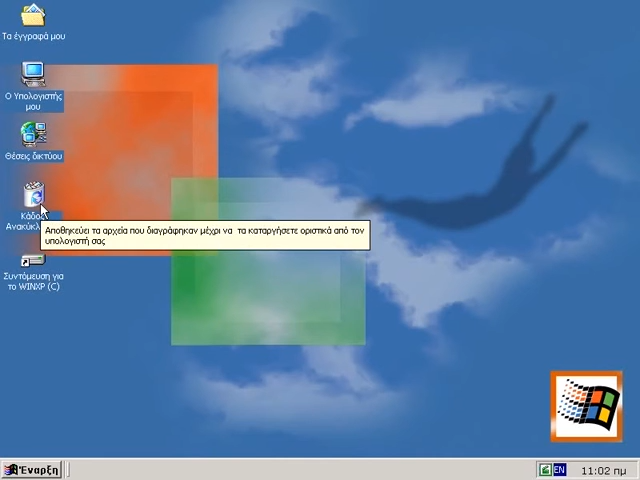 Τα έγγραφά μου
Ο Υπολογιστής
μου
Θέσεις δικτύου
Κάδος
Αποθηκεύει τα αρχεία που διαγράφηκαν μέχρι να τα καταργήσετε οριστικά από τον
υπολογιστή σας
Συντόμευση για
το WINXP (C)
Έναρξη
EN
11:02 πμ